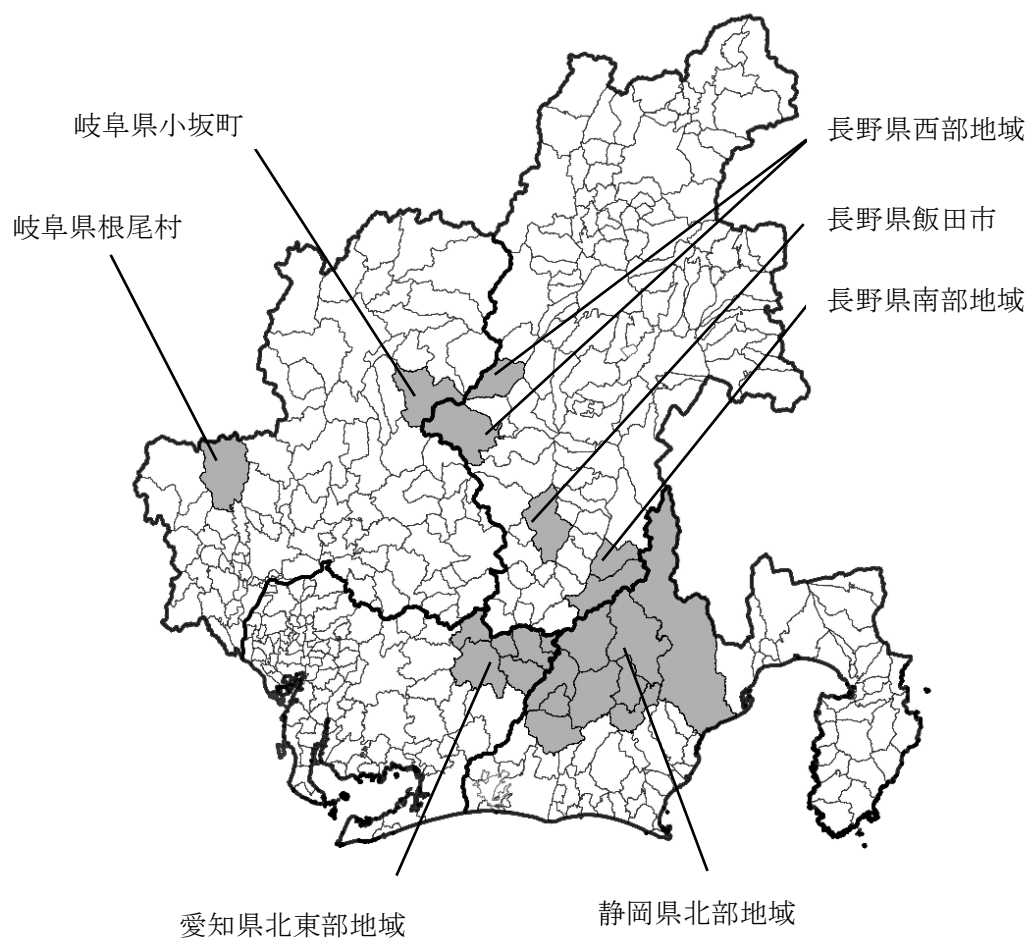 岐阜県小坂町
長野県西部地域
岐阜県根尾村
長野県飯田市
長野県南部地域
愛知県北東部地域
静岡県北部地域